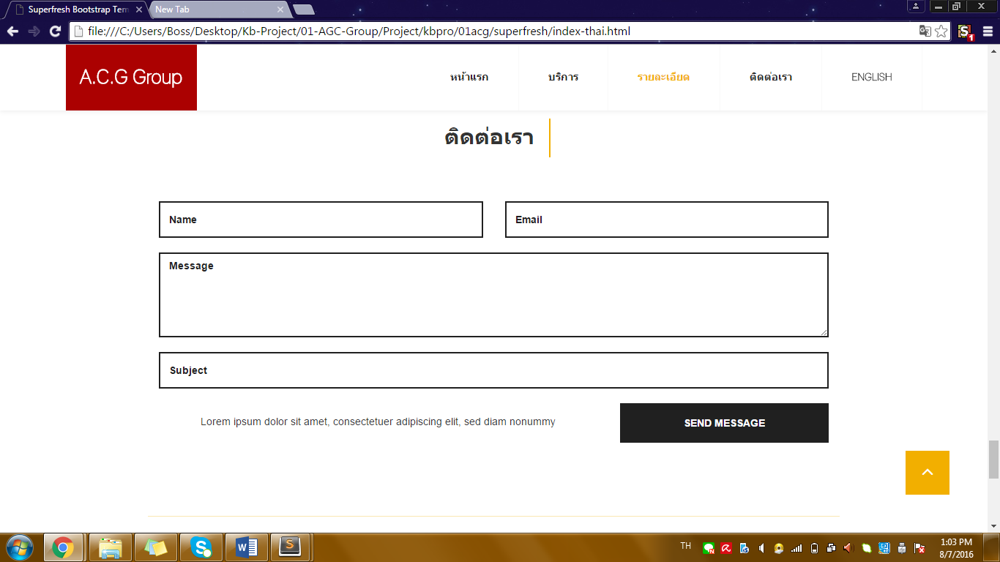 Superfresh Bootstrap Tem
New Tab
file:///C:/Users/Boss/Desktop/Kb-Project/01-AGC-Group/Project/kbpro/01acg/superfresh/index-thai.html
A.C.G Group
หน้าแรก
บริการ
รายละเอียด
ติดต่อเรา
ENGLISH
ติดต่อเรา
Name
Email
Message
Subject
Lorem ipsum dolor sit amet, consectetuer adipiscing elit, sed diam nonummy
SEND MESSAGE
TH
1:03 PM
8/7/2016